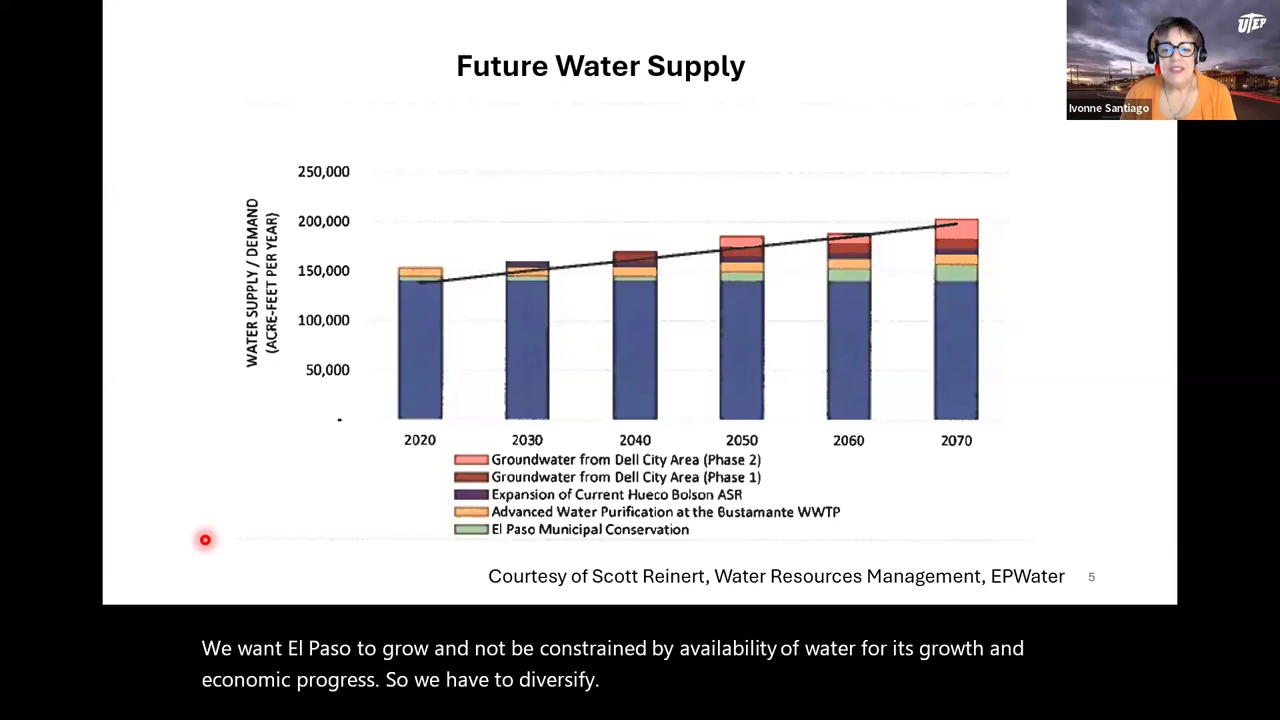 Future Water Supply
UTEP
Ivonne Santiago
WATER SUPPLY / DEMAND
(ACRE-FEET PER YEAR)
250,000
200,000
150,000
100,000
50,000
-
2020 2030 2040 2050 2060 2070
Groundwater from Dell City Area (Phase 2)
Groundwater from Dell City Area (Phase 1)
Expansion of Current Hueco Bolson ASR
Advanced Water Purification at the Bustamante WWTP
El Paso Municipal Conservation
Courtesy of Scott Reinert, Water Resources Management, EPWater 5
We want El Paso to grow and not be constrained by availability of water for its growth and
economic progress. So we have to diversify.